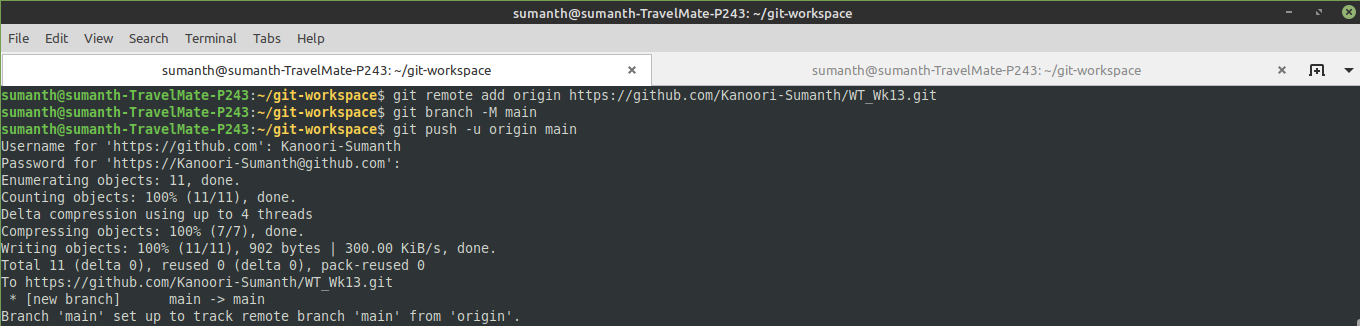 sumanth@sumanth-TravelMate-P243: ~/git-workspace
File Edit View Search Terminal Tabs Help
sumanth@sumanth-TravelMate-P243: ~/git-workspace × sumanth@sumanth-TravelMate-P243: ~/git-workspace ×
sumanth@sumanth-TravelMate-P243:~/git-workspace$ git remote add origin https://github.com/Kanoori-Sumanth/WT_Wk13.git
sumanth@sumanth-TravelMate-P243:~/git-workspace$ git branch -M main
sumanth@sumanth-TravelMate-P243:~/git-workspace$ git push -u origin main
Username for 'https://github.com': Kanoori-Sumanth
Password for 'https://Kanoori-Sumanth@github.com':
Enumerating objects: 11, done.
Counting objects: 100% (11/11), done.
Delta compression using up to 4 threads
Compressing objects: 100% (7/7), done.
Writing objects: 100% (11/11), 902 bytes | 300.00 KiB/s, done.
Total 11 (delta 0), reused 0 (delta 0), pack-reused 0
To https://github.com/Kanoori-Sumanth/WT_Wk13.git
 * [new branch]      main -> main
Branch 'main' set up to track remote branch 'main' from 'origin'.